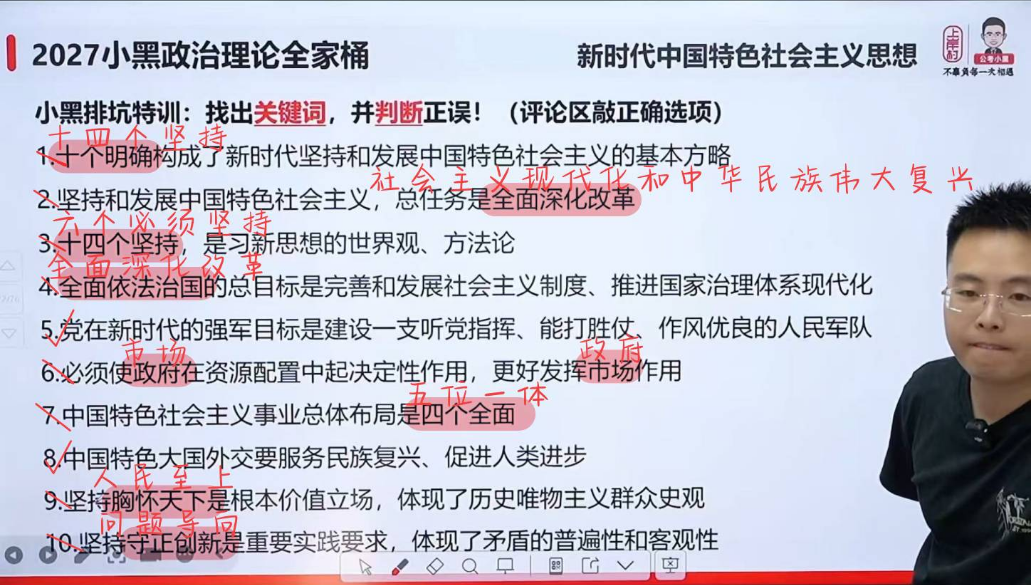 2027小黑政治理论全家桶
新时代中国特色社会主义思想
上岸村
公考小黑
不辜负每一次相遇
小黑排坑特训：找出关键词，并判断正误！（评论区敲正确选项）
十四个坚持
1.十个明确构成了新时代坚持和发展中国特色社会主义的基本方略
社会主义现代化和中华民族伟大复兴
2.坚持和发展中国特色社会主义，总任务是全面深化改革
六个必须坚持
3.十四个坚持，是习新思想的世界观、方法论
全面深化改革
4.全面依法治国的总目标是完善和发展社会主义制度、推进国家治理体系现代化
5.党在新时代的强军目标是建设一支听党指挥、能打胜仗、作风优良的人民军队
市场
政府
6.必须使政府在资源配置中起决定性作用，更好发挥市场作用
五位一体
7.中国特色社会主义事业总体布局是四个全面
8.中国特色大国外交要服务民族复兴、促进人类进步
人民至上
9.坚持胸怀天下是根本价值立场，体现了历史唯物主义群众史观
问题导向
10.坚持守正创新是重要实践要求，体现了矛盾的普遍性和客观性